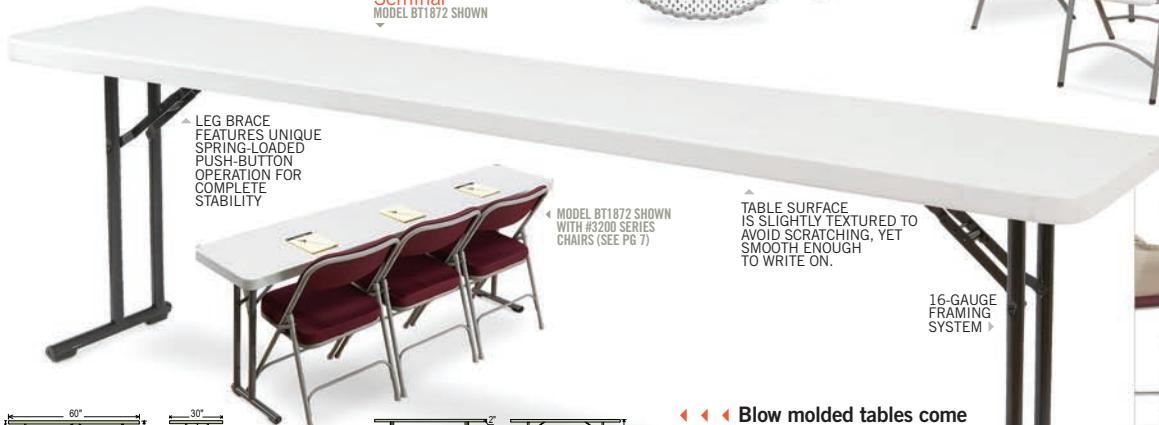 Seminar
MODEL BT1872 SHOWN
LEG BRACE
FEATURES UNIQUE
SPRING-LOADED
PUSH-BUTTON
OPERATION FOR
COMPLETE
STABILITY
MODEL BT1872 SHOWN
WITH #3200 SERIES
CHAIRS (SEE PG 7)
TABLE SURFACE
IS SLIGHTLY TEXTURED TO
AVOID SCRATCHING, YET
SMOOTH ENOUGH
TO WRITE ON.
16-GAUGE
FRAMING
SYSTEM
60"
30"
2"
Blow molded tables come